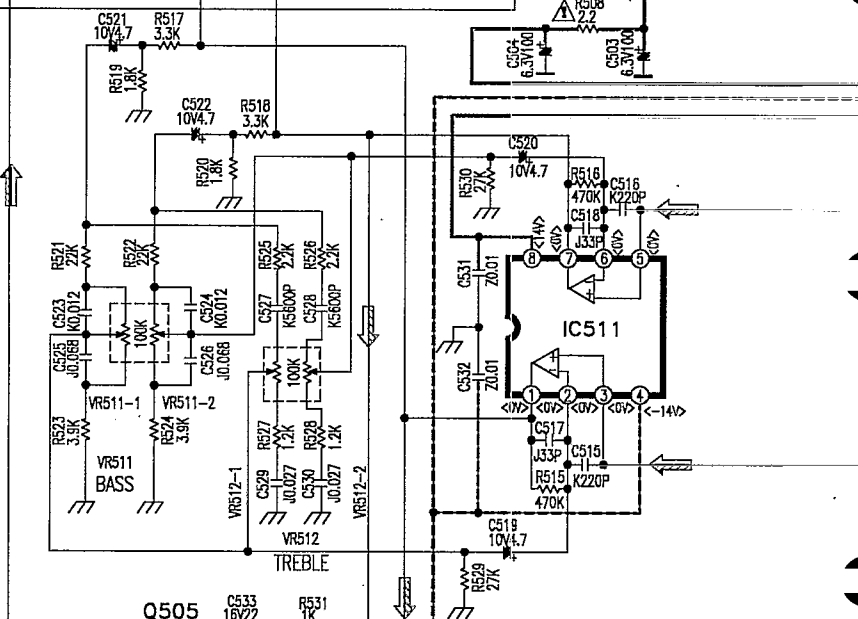 C521
10V4.7
R517
3.3K
R519
1.8K
C522
10V4.7
R518
3.3K
R520
1.8K
R508
2.2
C504
6.3V100
C503
6.3V100
C520
10V4.7
R530
27K
R516
470K
C516
K220P
C518
J33P
<14V>
<0V>
<0V>
<0V>
8
7
6
5
R521
22K
R522
22K
R525
2.2K
R526
2.2K
C523
K0.012
C524
K0.012
C527
K5600P
C528
K5600P
C531
Z0.01
IC511
C525
J0.068
100K
C526
J0.068
100K
C532
Z0.01
VR511-1
VR511-2
1
2
3
4
<0V>
<0V>
<0V>
<-14V>
R523
3.9K
R524
3.9K
R527
1.2K
R528
1.2K
C517
J33P
C515
K220P
R515
470K
VR511
BASS
C529
J0.027
C530
J0.027
VR512-1
VR512-2
VR512
TREBLE
C519
10V4.7
R529
27K
Q505
C533
16V22
R531
1K